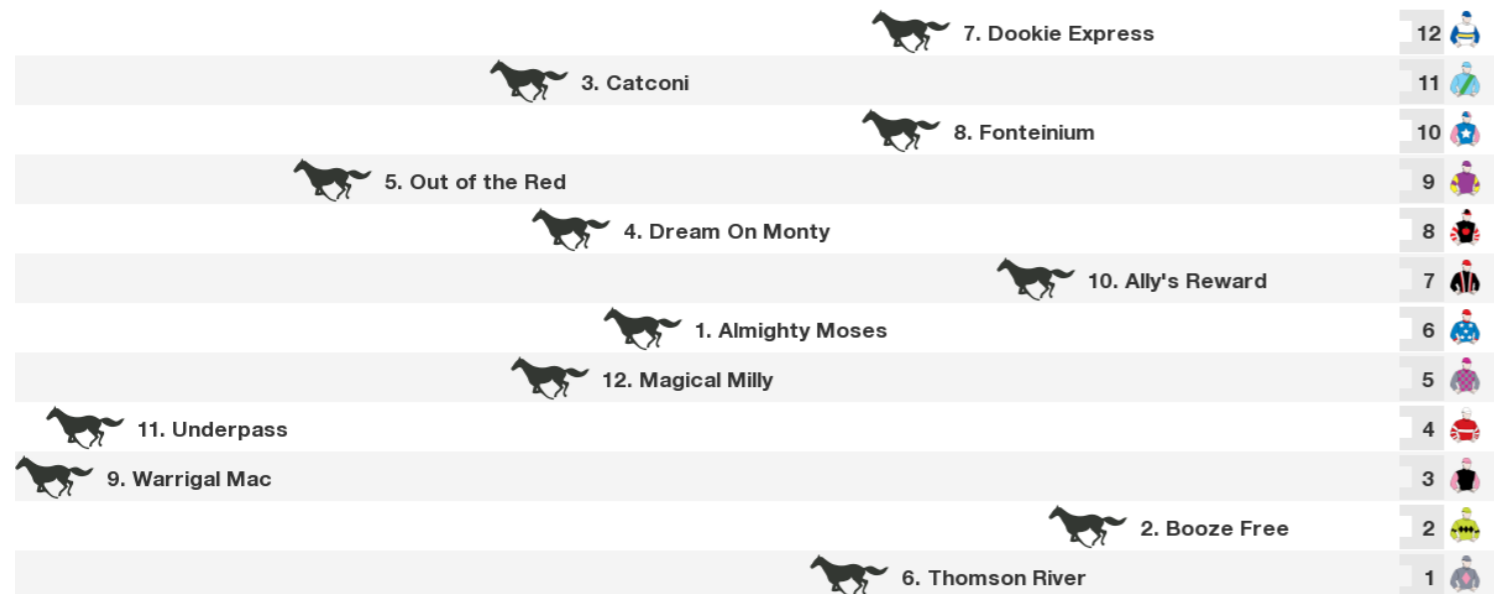 7. Dookie Express 12
3. Catconi 11
8. Fonteinium 10
5. Out of the Red 9
4. Dream On Monty 8
10. Ally's Reward 7
1. Almighty Moses 6
12. Magical Milly 5
11. Underpass 4
9. Warrigal Mac 3
2. Booze Free 2
6. Thomson River 1